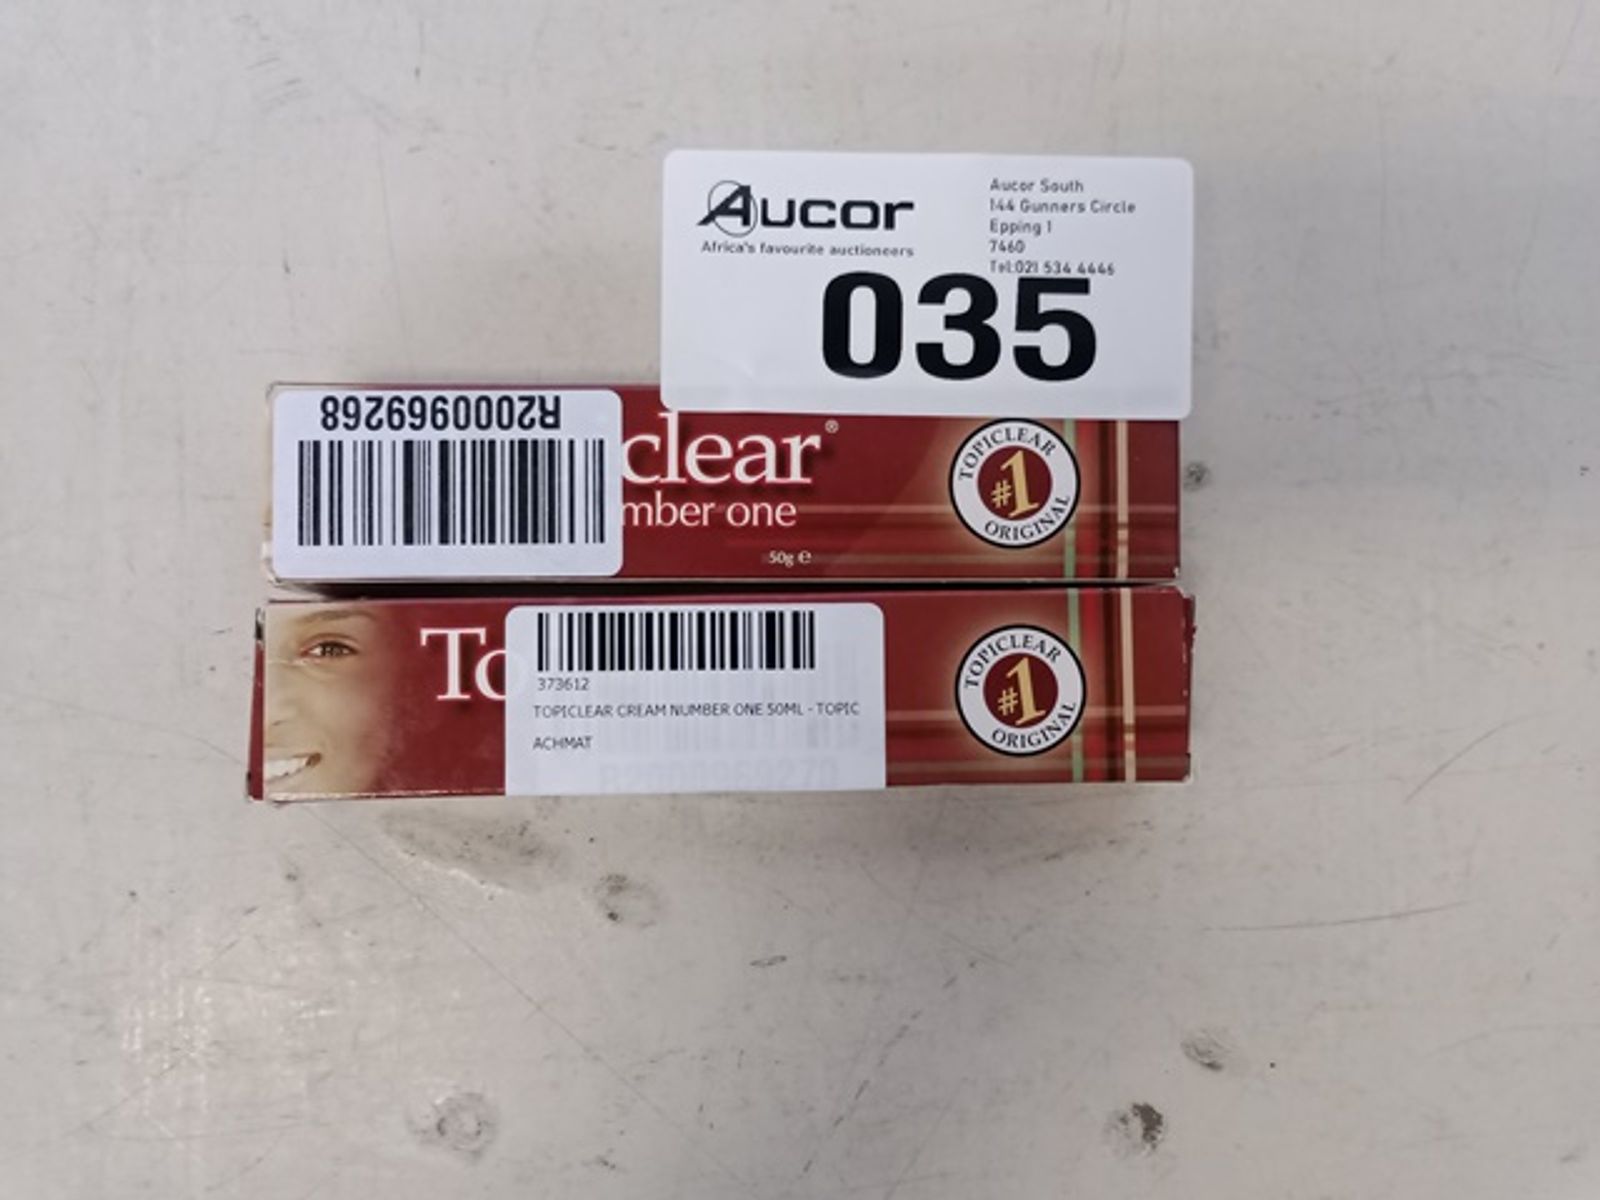 Aucor
Africa's favourite auctioneers
Aucor South
144 Gunners Circle
Epping 1
7460
Tel:021 534 4446
035
R2000969268
clear®
mber one
50g ℮
TOPICLEAR
#1
ORIGINAL
To
373612
TOPICLEAR CREAM NUMBER ONE 50ML - TOPIC
ACHMAT
R2000969270
TOPICLEAR
#1
ORIGINAL